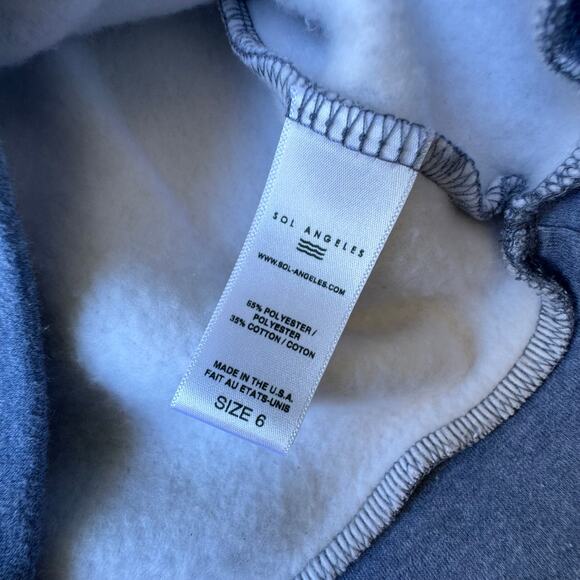 SOL ANGELES
WWW.SOL-ANGELES.COM
65% POLYESTER /
POLYESTER
35% COTTON / COTON
MADE IN THE U.S.A.
FAIT AU ETATS-UNIS
SIZE 6